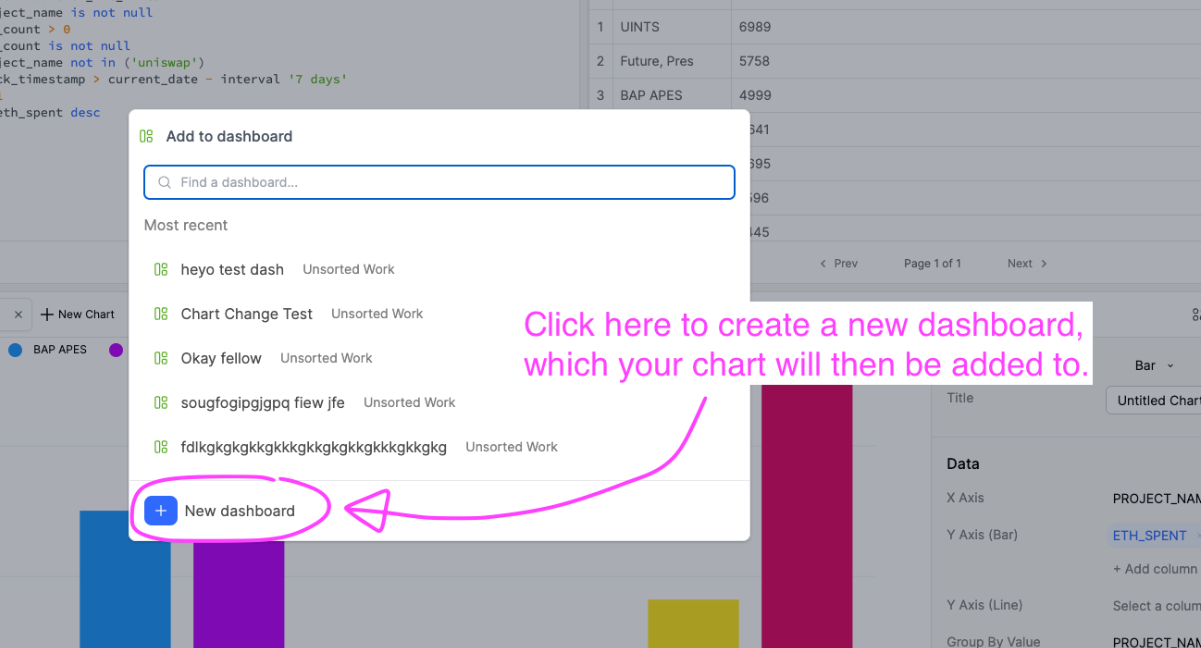 ject_name is not null
_count > 0
_count is not null
ject_name not in ('uniswap')
ck_timestamp > current_date - interval '7 days'
eth_spent desc
1 UINTS 6989
2 Future, Pres 5758
3 BAP APES 4999
641
695
596
445
Prev Page 1 of 1 Next
Add to dashboard
Find a dashboard...
Most recent
heyo test dash Unsorted Work
Chart Change Test Unsorted Work
Okay fellow Unsorted Work
sougfogipgjgpq fiew jfe Unsorted Work
fdlkgkgkgkkgkkkgkkgkgkkgkkkgkkgkg Unsorted Work
+ New dashboard
Click here to create a new dashboard,
which your chart will then be added to.
× + New Chart
BAP APES
Bar
Title Untitled Chart
Data
X Axis PROJECT_NAM
Y Axis (Bar) ETH_SPENT
+ Add column
Y Axis (Line) Select a colum
Group By Value PROJECT_NAM